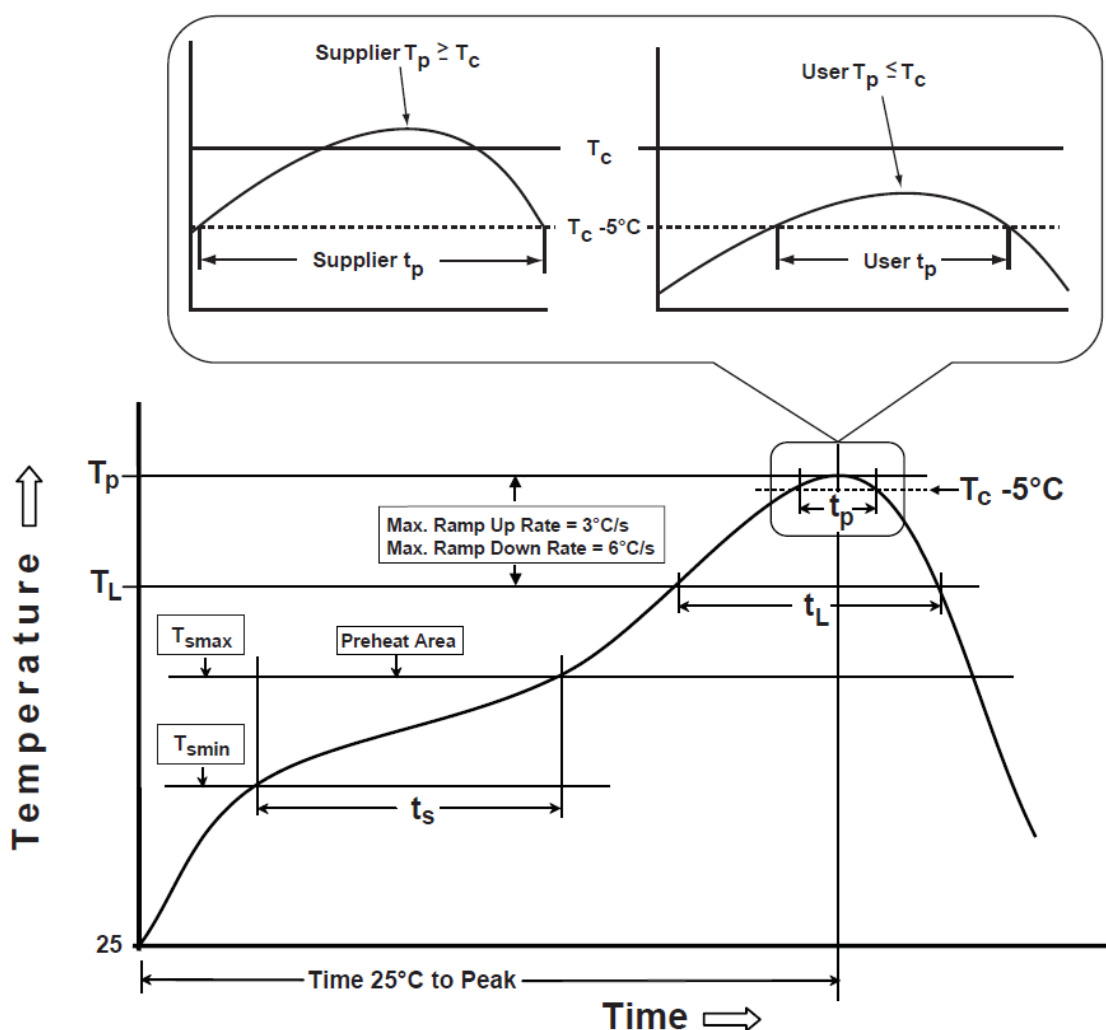 Supplier Tp ≥ Tc
User Tp ≤ Tc
Tc
Tc -5°C
Supplier tp
User tp
Tp
Tc -5°C
tp
Max. Ramp Up Rate = 3°C/s
Max. Ramp Down Rate = 6°C/s
TL
tL
Tsmax
Preheat Area
Tsmin
ts
Temperature
25
Time 25°C to Peak
Time